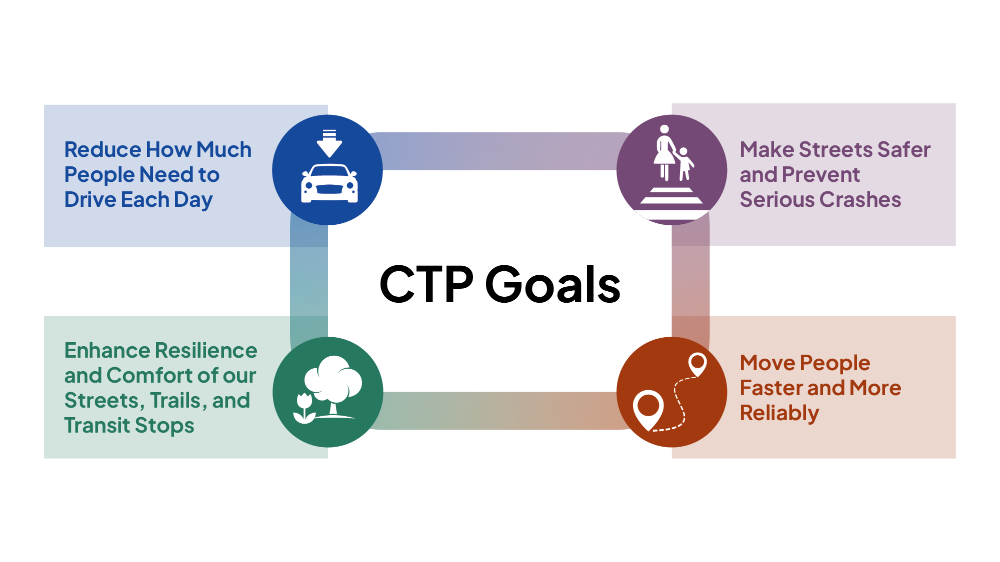 Reduce How Much
People Need to
Drive Each Day
Make Streets Safer
and Prevent
Serious Crashes
CTP Goals
Enhance Resilience
and Comfort of our
Streets, Trails, and
Transit Stops
Move People
Faster and More
Reliably